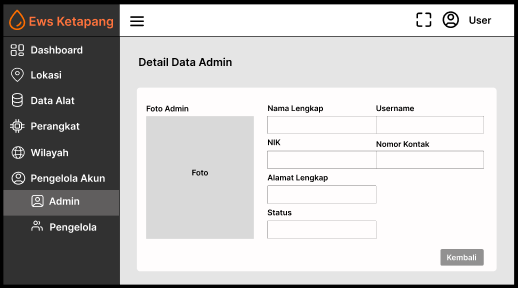 Ews Ketapang
User
Dashboard
Lokasi
Data Alat
Perangkat
Wilayah
Pengelola Akun
Admin
Pengelola
Detail Data Admin
Foto Admin
Foto
Nama Lengkap
Username
NIK
Nomor Kontak
Alamat Lengkap
Status
Kembali